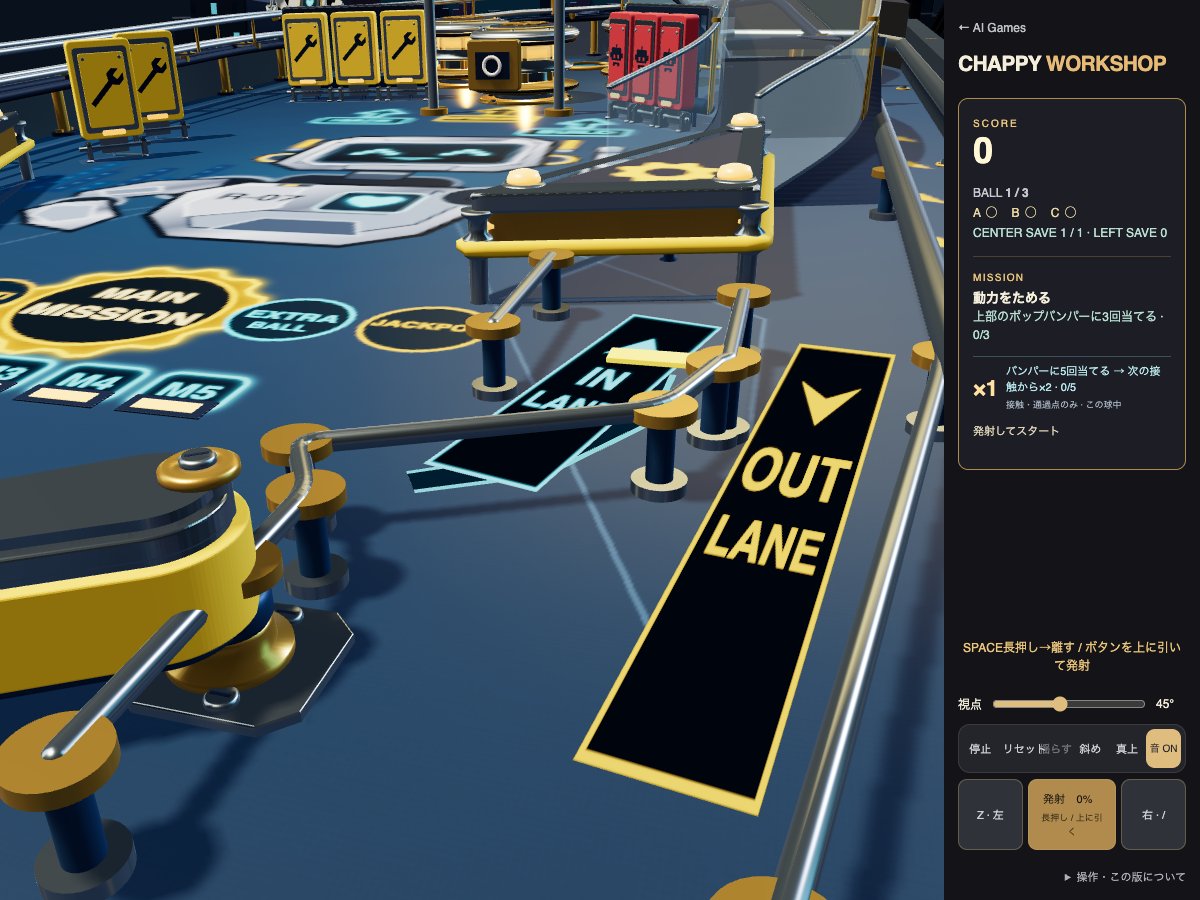 ← AI Games
CHAPPY WORKSHOP
SCORE
0
BALL 1 / 3
A ○ B ○ C ○
CENTER SAVE 1 / 1 · LEFT SAVE 0
MISSION
動力をためる
上部のポップバンパーに3回当てる ·
0/3
×1
バンパーに5回当てる → 次の接
触から×2 · 0/5
接触・通過点のみ · この球中
発射してスタート
SPACE長押し→離す / ボタンを上に引い
て発射
視点 45°
停止 リセット 揺らす 斜め 真上 音 ON
Z · 左
発射 0%
長押し / 上に引
く
右 · /
▶ 操作・この版について
MAIN
MISSION
EXTRA
BALL
M4
M5
IN
LANE
OUT
LANE